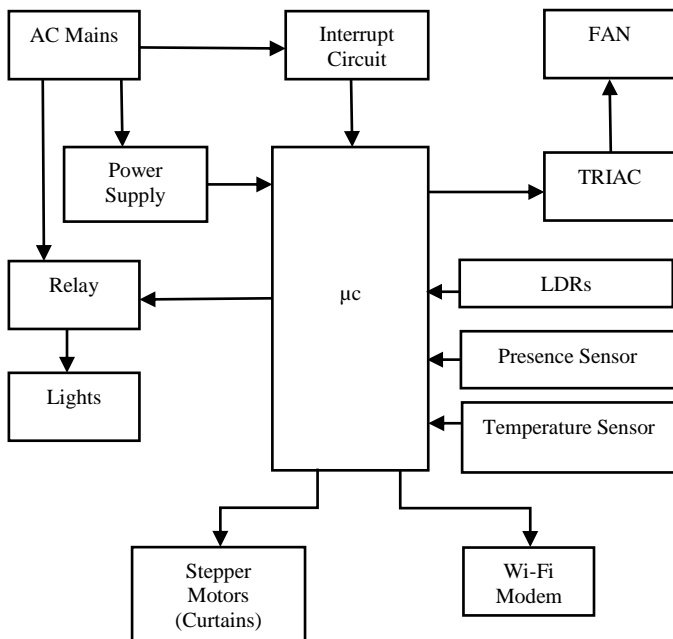 AC Mains
Interrupt
Circuit
FAN
Power
Supply
TRIAC
Relay
µc
LDRs
Presence Sensor
Lights
Temperature Sensor
Stepper
Motors
(Curtains)
Wi-Fi
Modem